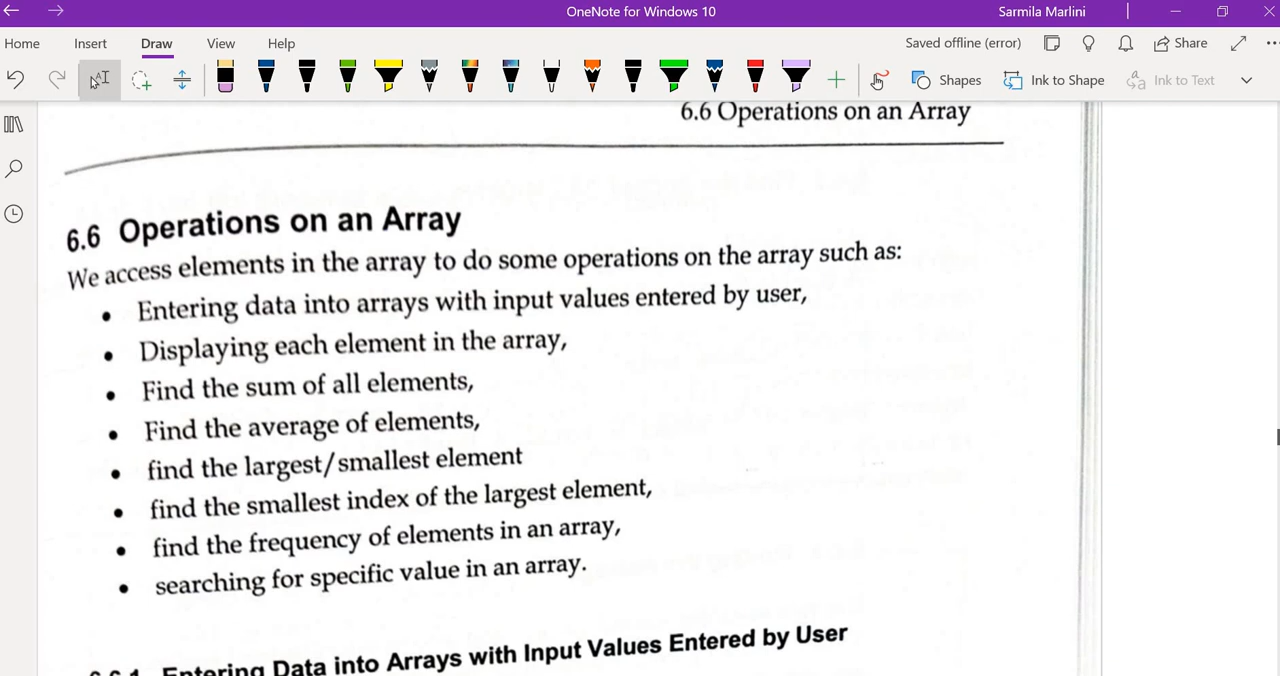 OneNote for Windows 10
Sarmila Marlini
Home Insert Draw View Help
Saved offline (error)
Share
Shapes
Ink to Shape
Ink to Text
6.6 Operations on an Array
6.6 Operations on an Array
We access elements in the array to do some operations on the array such as:
• Entering data into arrays with input values entered by user,
• Displaying each element in the array,
• Find the sum of all elements,
• Find the average of elements,
• find the largest/smallest element
• find the smallest index of the largest element,
• find the frequency of elements in an array,
• searching for specific value in an array.
6.6.1 Entering Data into Arrays with Input Values Entered by User